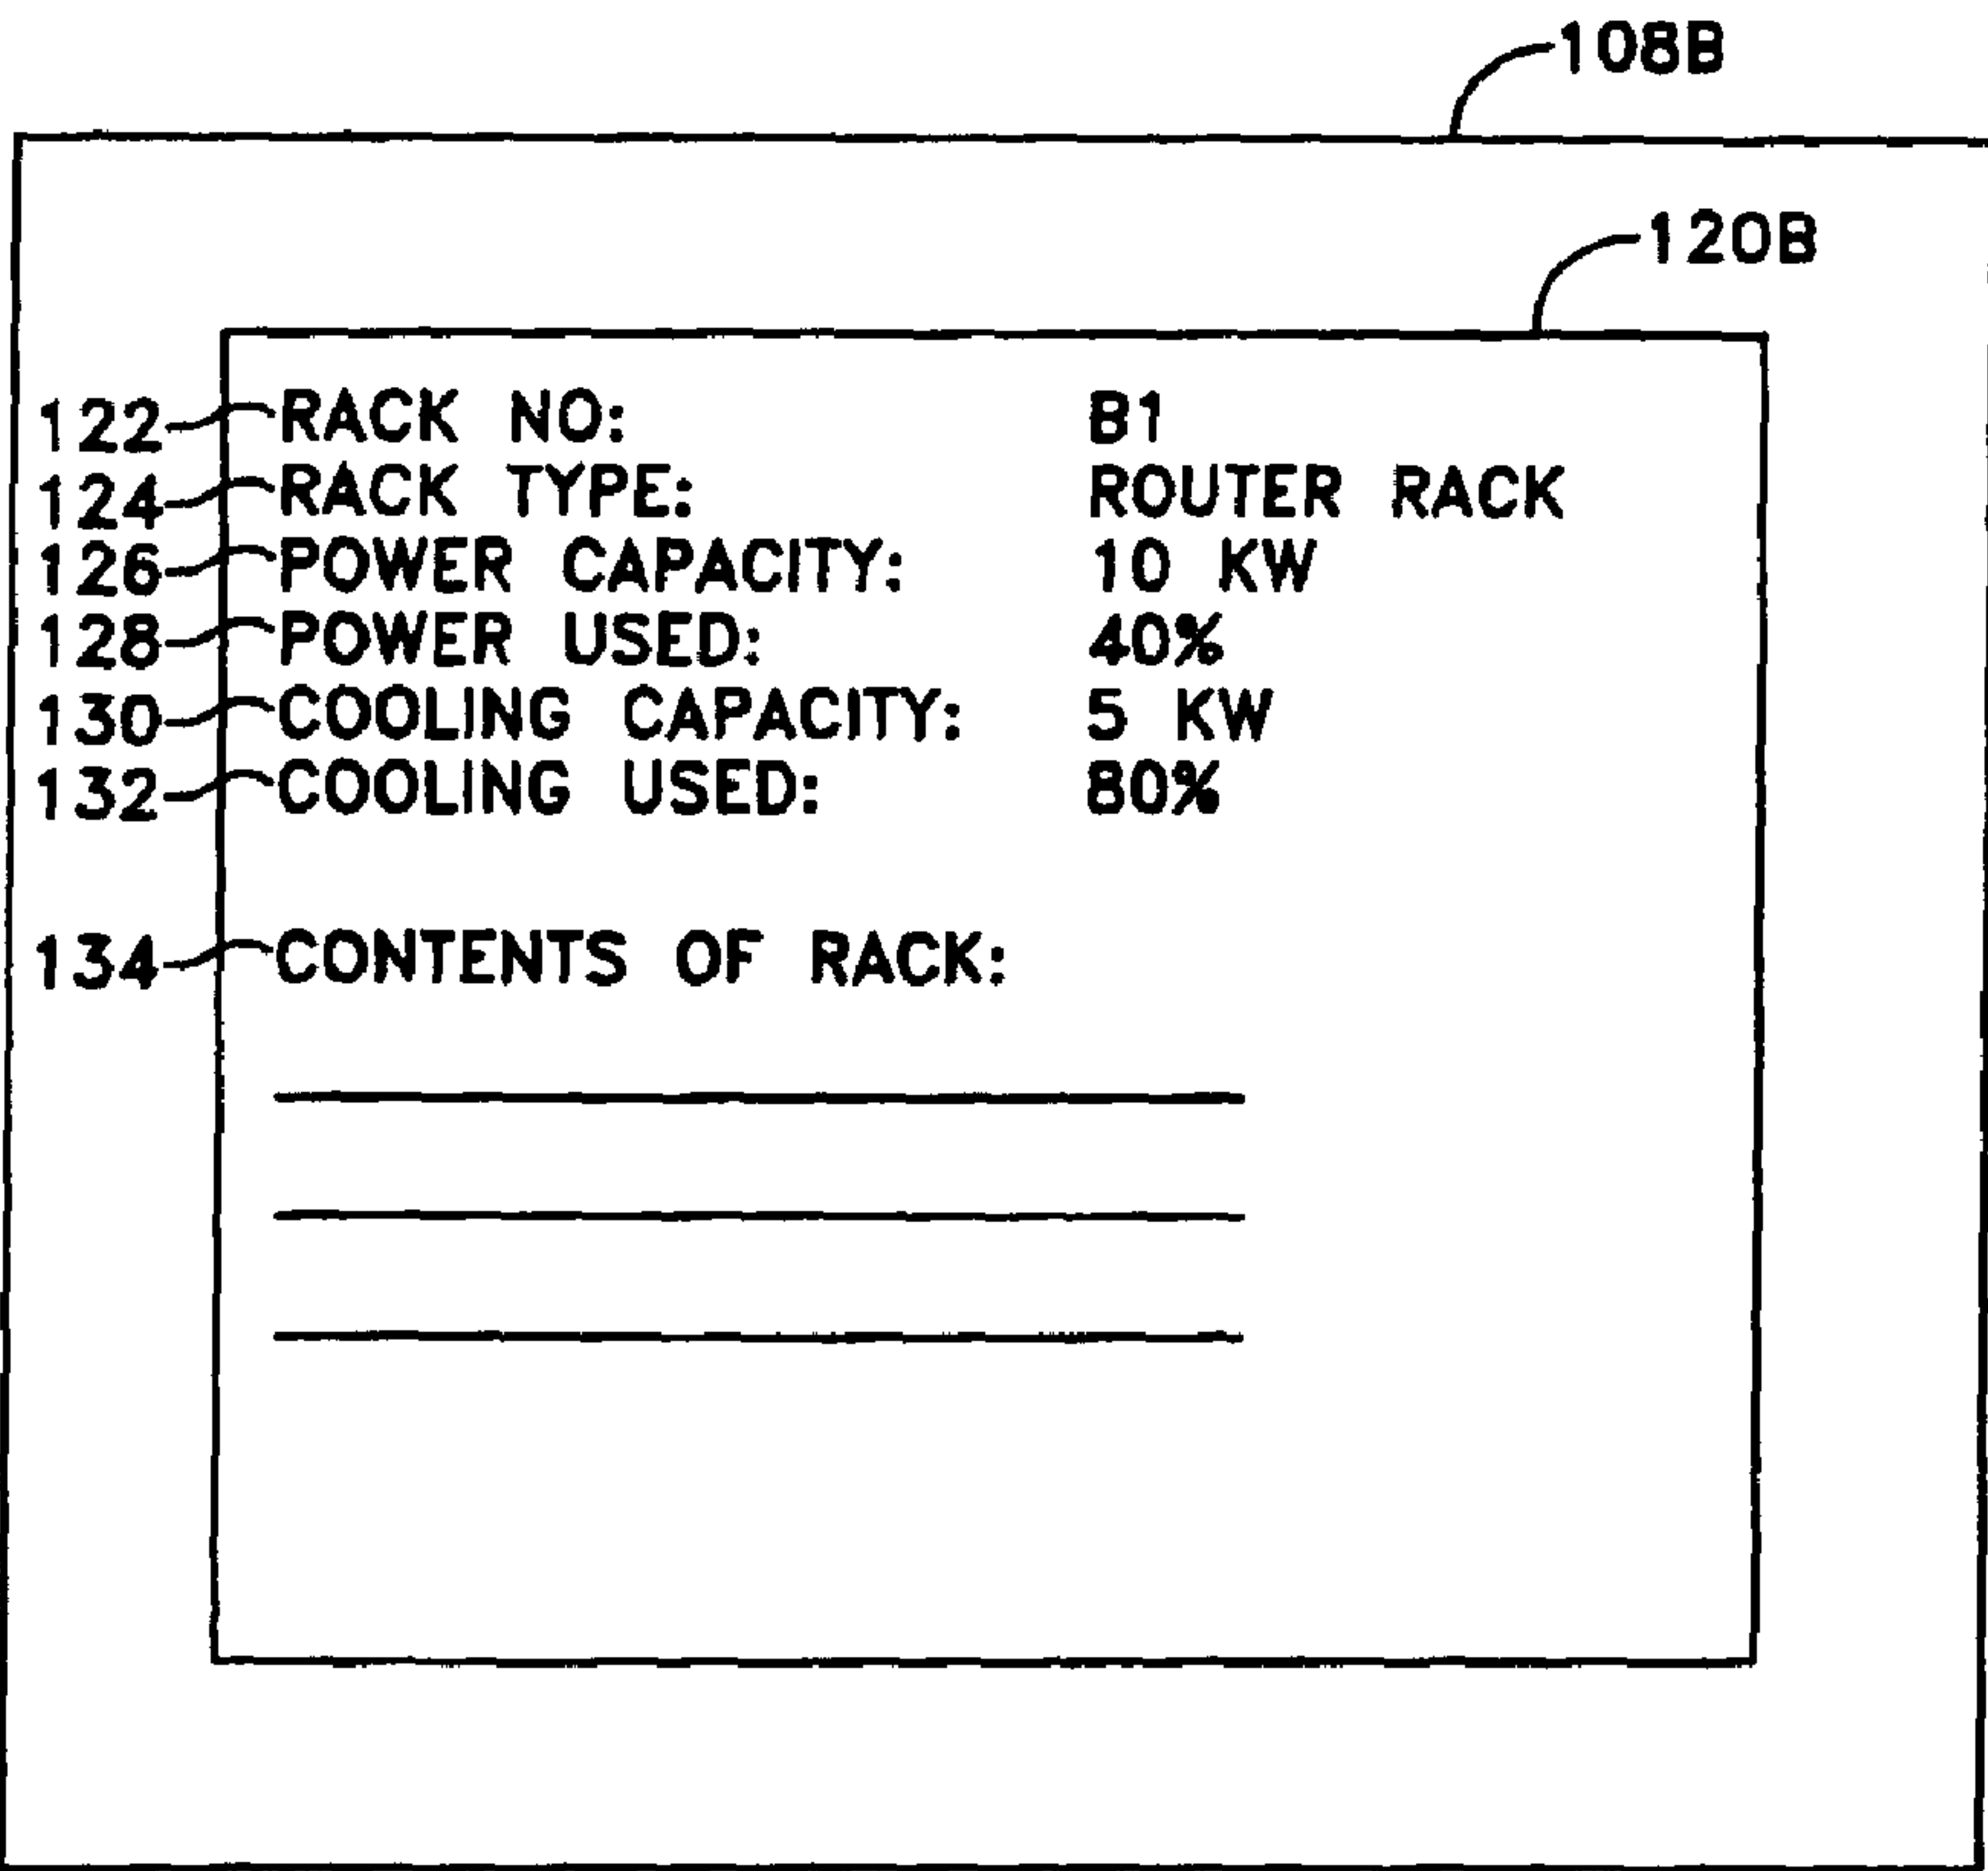 108B
120B
122 RACK NO: B1
124 RACK TYPE: ROUTER RACK
126 POWER CAPACITY: 10 KW
128 POWER USED: 40%
130 COOLING CAPACITY: 5 KW
132 COOLING USED: 80%
134 CONTENTS OF RACK: